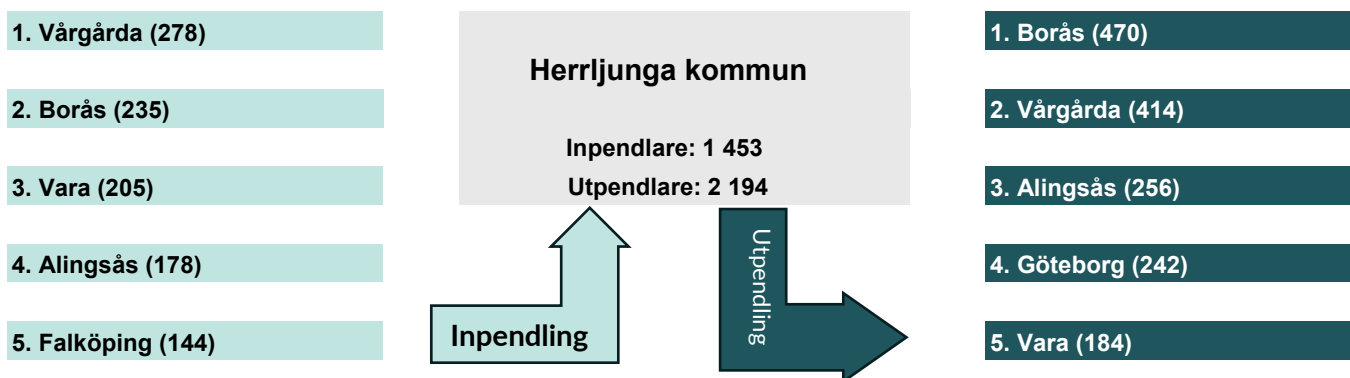 1. Vårgårda (278)
2. Borås (235)
3. Vara (205)
4. Alingsås (178)
5. Falköping (144)
Herrljunga kommun
Inpendlare: 1 453
Utpendlare: 2 194
Inpendling
Utpendling
1. Borås (470)
2. Vårgårda (414)
3. Alingsås (256)
4. Göteborg (242)
5. Vara (184)